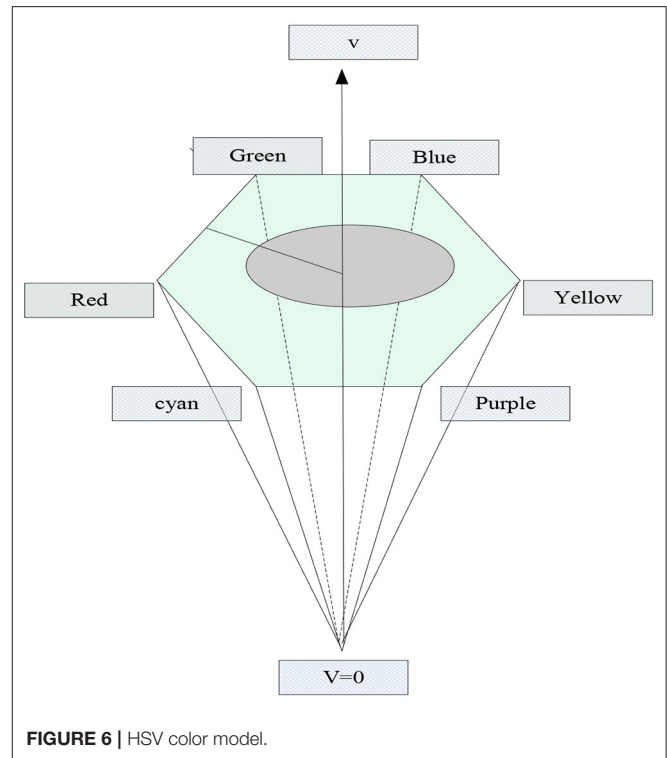 v
Green
Blue
Red
Yellow
cyan
Purple
V=0
FIGURE 6 | HSV color model.